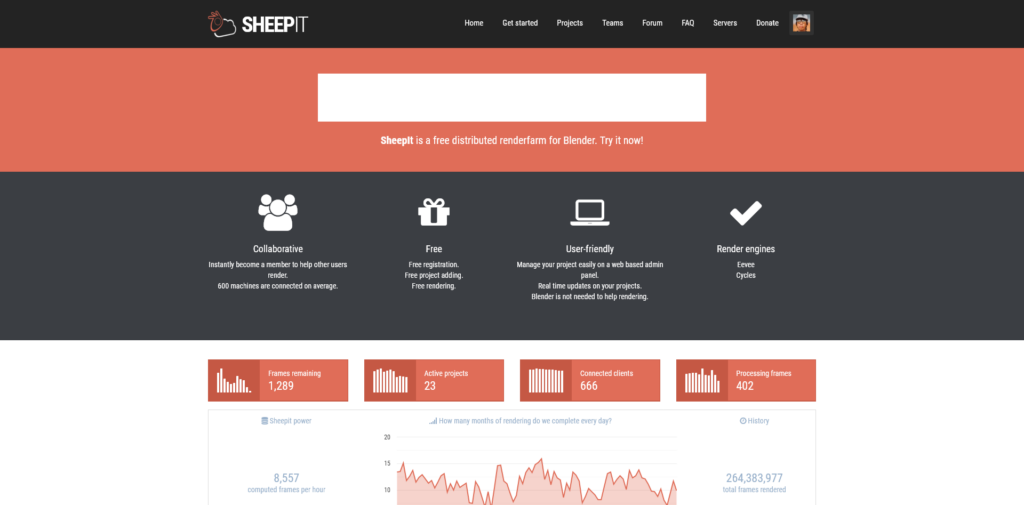 SHEEPIT
Home Get started Projects Teams Forum FAQ Servers Donate
SheepIt is a free distributed renderfarm for Blender. Try it now!
Collaborative
Instantly become a member to help other users
render.
600 machines are connected on average.
Free
Free registration.
Free project adding.
Free rendering.
User-friendly
Manage your project easily on a web based admin
panel.
Real time updates on your projects.
Blender is not needed to help rendering.
Render engines
Eevee
Cycles
Frames remaining
1,289
Active projects
23
Connected clients
666
Processing frames
402
Sheepit power
8,557
computed frames per hour
How many months of rendering do we complete every day?
20
15
10
History
264,383,977
total frames rendered